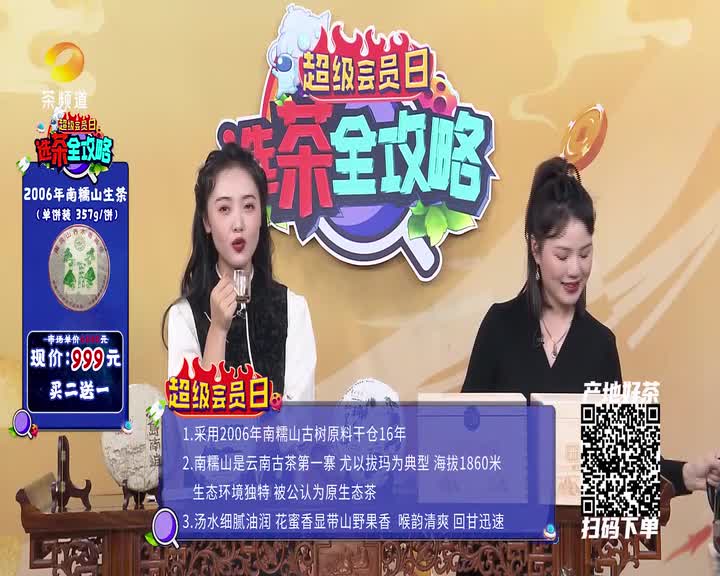 茶频道
超级会员日
选茶全攻略
超级会员日
选茶全攻略
2006年南糯山生茶
（单饼装 357g/饼）
市场单价
元
现价:999元
买二送一
超级会员日
1.采用2006年南糯山古树原料干仓16年
2.南糯山是云南古茶第一寨 尤以拔玛为典型 海拔1860米
生态环境独特 被公认为原生态茶
3.汤水细腻油润 花蜜香显带山野果香 喉韵清爽 回甘迅速
产地好茶
扫码下单